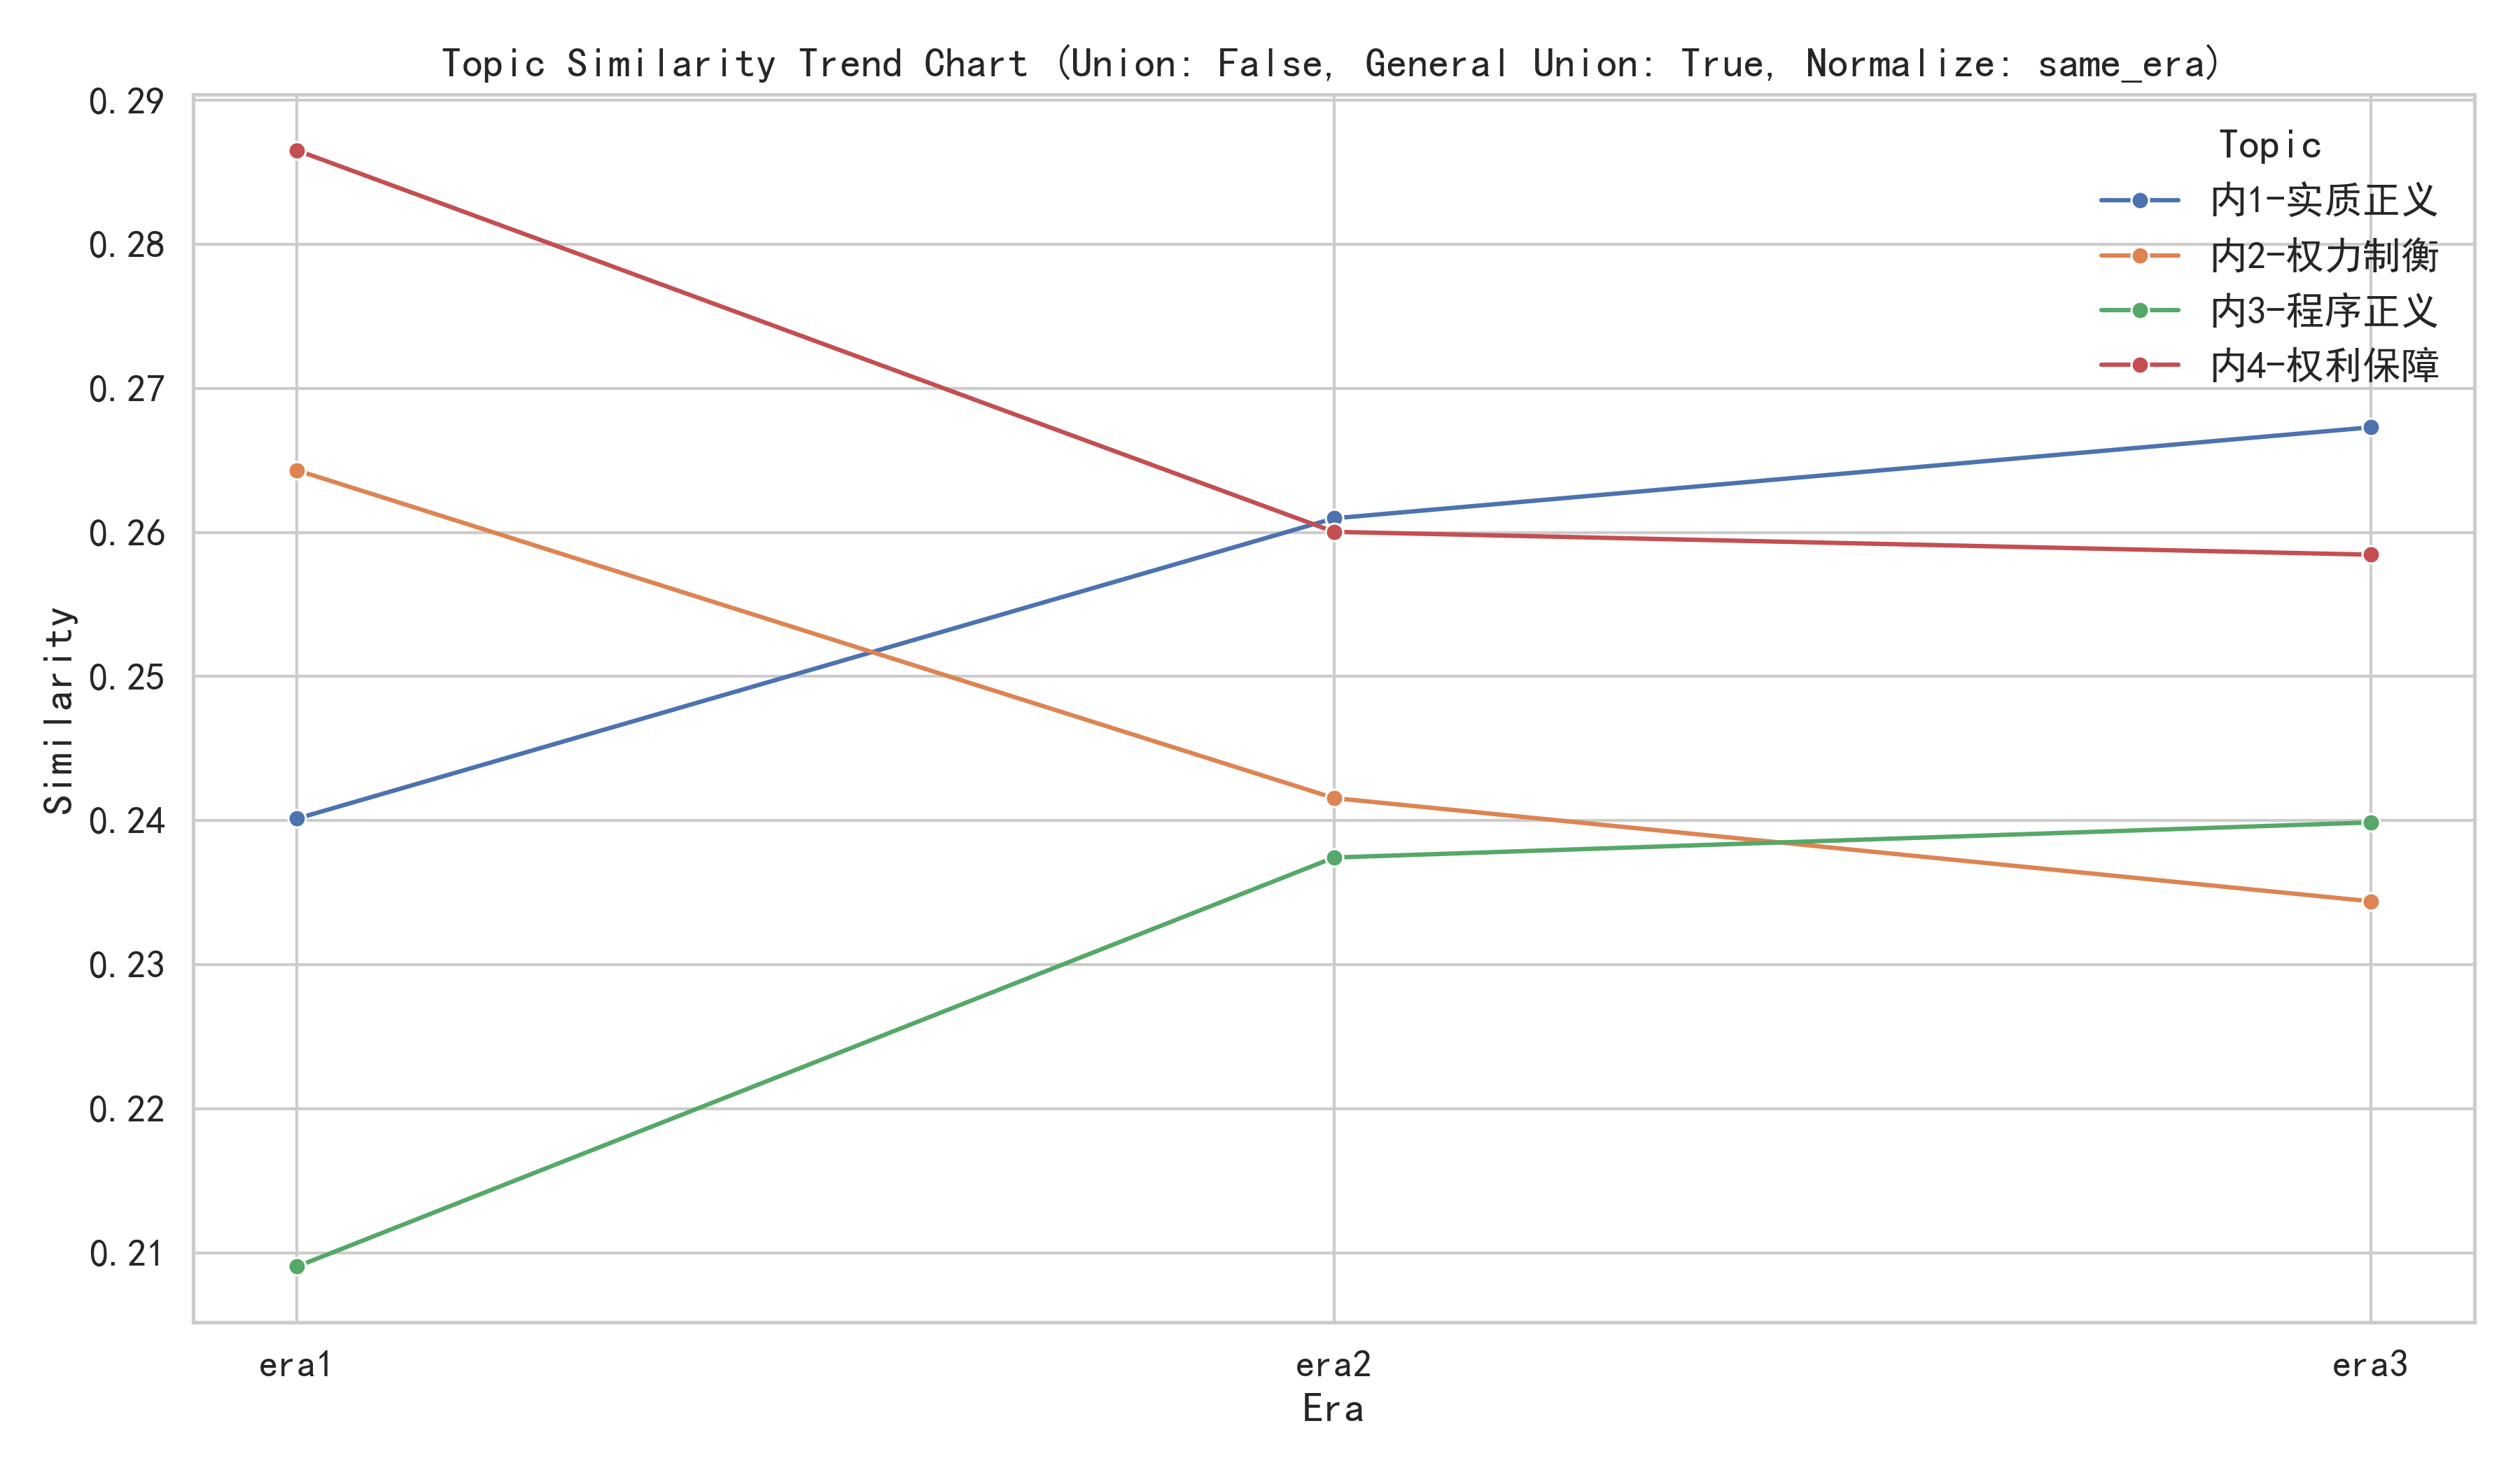 Topic Similarity Trend Chart (Union: False, General Union: True, Normalize: same_era)
0.29
0.28
0.27
0.26
0.25
0.24
0.23
0.22
0.21
Similarity
Topic
内1-实质正义
内2-权力制衡
内3-程序正义
内4-权利保障
era1
era2
era3
Era